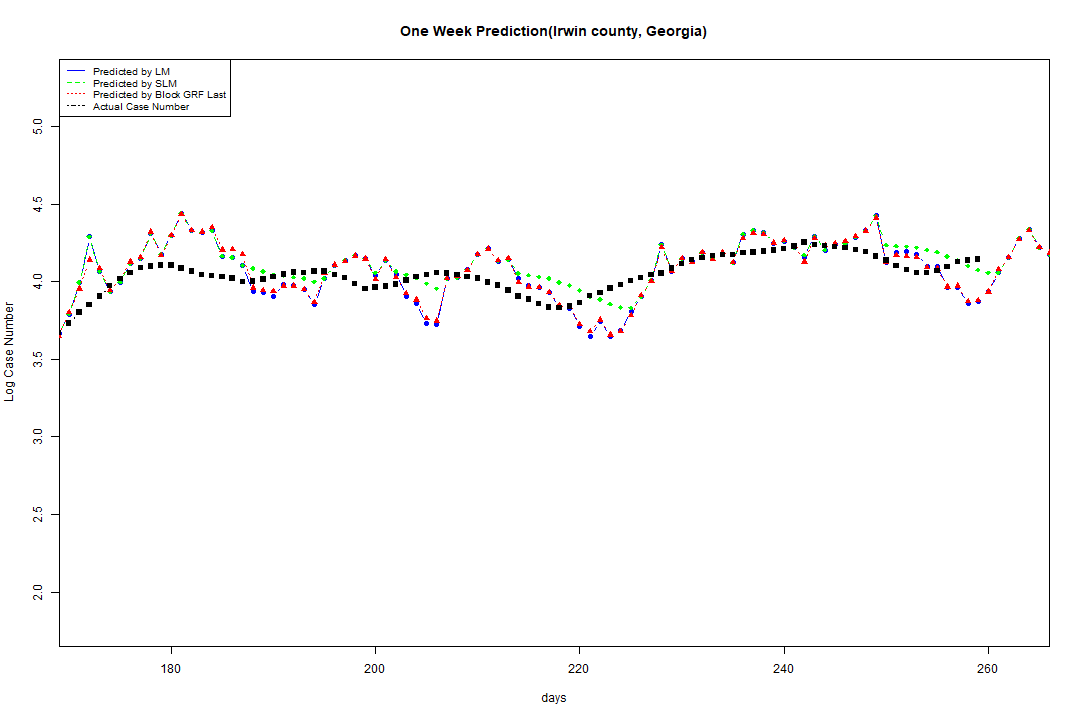 One Week Prediction(Irwin county, Georgia)
Predicted by LM
Predicted by SLM
Predicted by Block GRF Last
Actual Case Number
5.0
4.5
4.0
3.5
3.0
2.5
2.0
Log Case Number
180 200 220 240 260
days